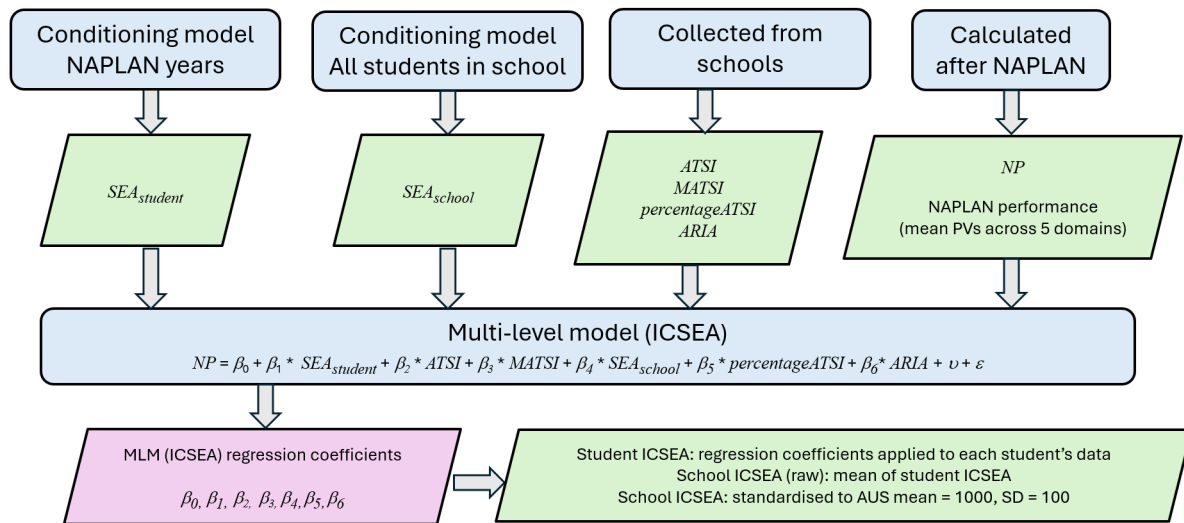 Conditioning model
NAPLAN years
Conditioning model
All students in school
Collected from
schools
Calculated
after NAPLAN
SEAstudent
SEAschool
ATSI
MATSI
percentageATSI
ARIA
NP
NAPLAN performance
(mean PVs across 5 domains)
Multi-level model (ICSEA)
NP = β0 + β1 * SEAstudent + β2 * ATSI + β3 * MATSI + β4 * SEAschool + β5 * percentageATSI + β6* ARIA + υ + ε
MLM (ICSEA) regression coefficients
β0, β1, β2, β3, β4, β5, β6
Student ICSEA: regression coefficients applied to each student’s data
School ICSEA (raw): mean of student ICSEA
School ICSEA: standardised to AUS mean = 1000, SD = 100